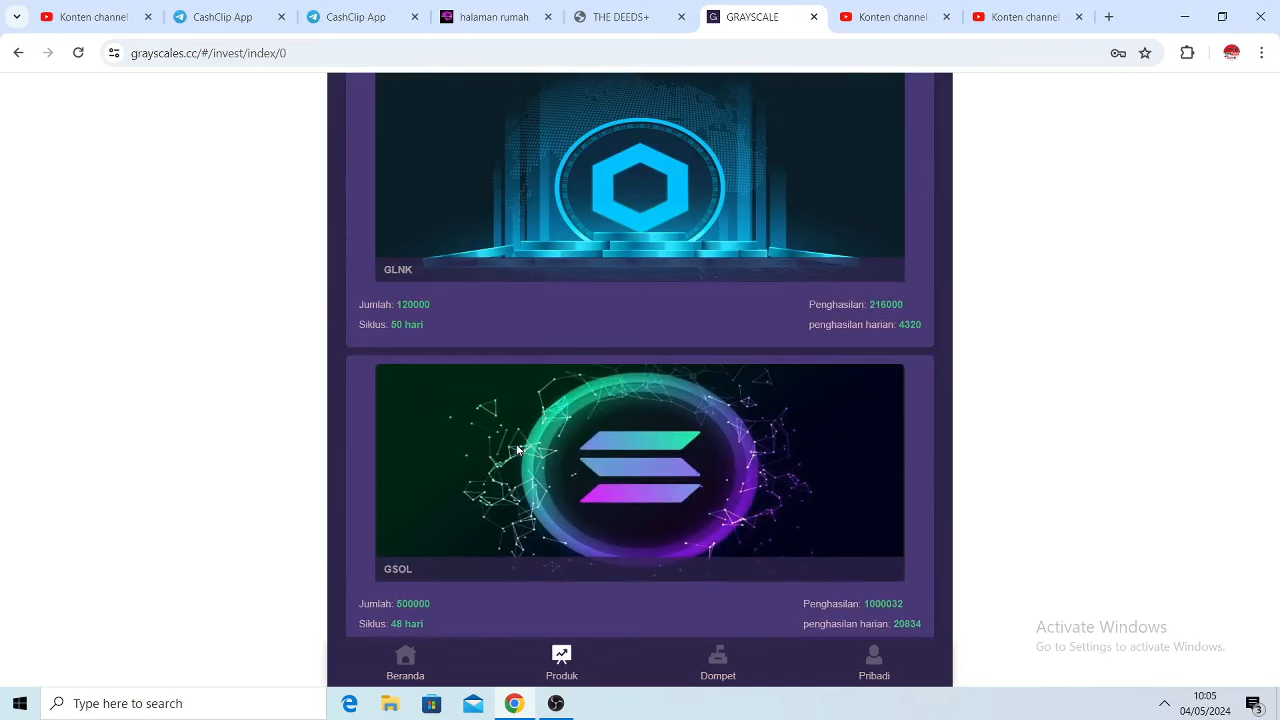 Konten channel
Cashclip App
CashClip App
halaman rumah
THE DEEDS+
GRAYSCALE
Konten channel
Konten channel
grayscales.cc/#/invest/index/0
GLNK
Jumlah: 120000
Penghasilan: 216000
Siklus: 50 hari
penghasilan harian: 4320
GSOL
Jumlah: 500000
Penghasilan: 1000032
Siklus: 48 hari
penghasilan harian: 20834
Activate Windows
Go to Settings to activate Windows.
Beranda
Produk
Dompet
Pribadi
Type here to search
10:05
04/05/2024
3